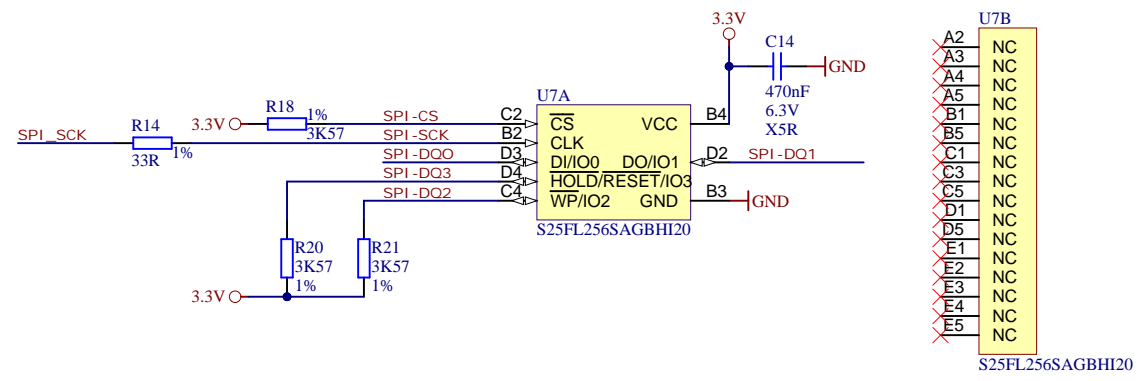 3.3V
C14
GND
470nF
6.3V
X5R
U7A
R18
1%
3.3V
3K57
SPI-CS
C2
CS
VCC
B4
SPI_SCK
R14
33R
1%
SPI-SCK
B2
CLK
SPI-DQ0
D3
DI/IO0
DO/IO1
D2
SPI-DQ1
SPI-DQ3
D4
HOLD/RESET/IO3
SPI-DQ2
C4
WP/IO2
GND
B3
GND
S25FL256SAGBHI20
R20
3K57
1%
R21
3K57
1%
3.3V
U7B
A2 NC
A3 NC
A4 NC
A5 NC
B1 NC
B5 NC
C1 NC
C3 NC
C5 NC
D1 NC
D5 NC
E1 NC
E2 NC
E3 NC
E4 NC
E5 NC
S25FL256SAGBHI20